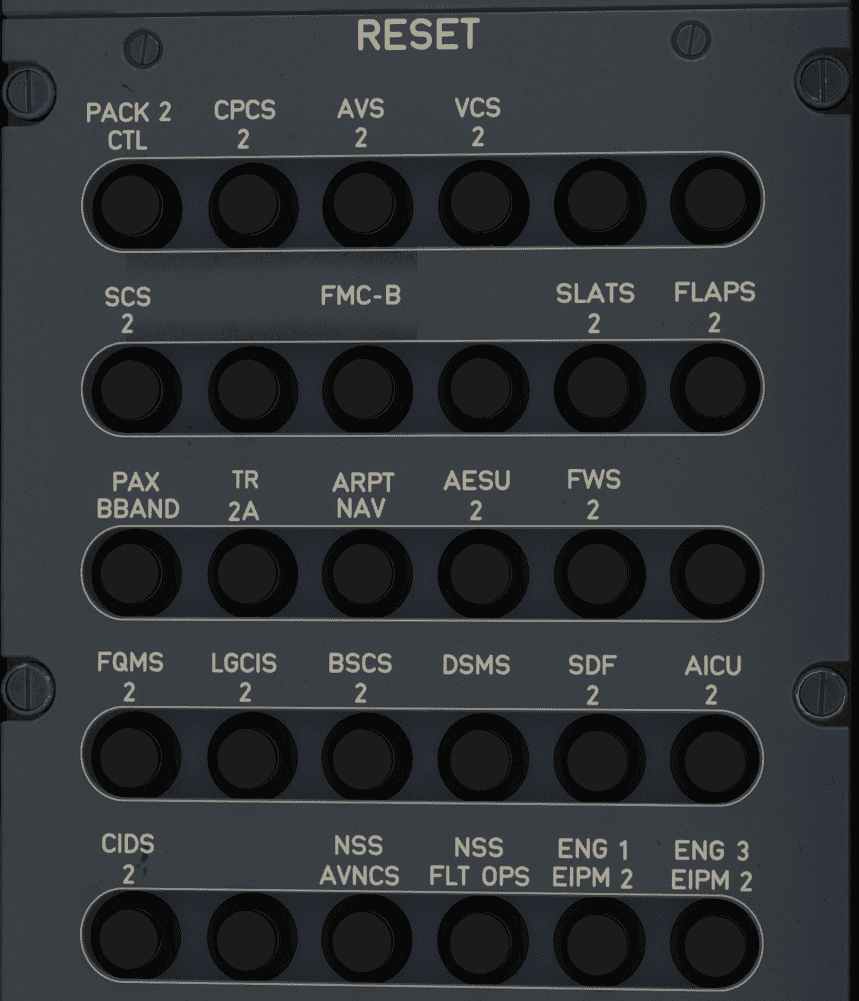 RESET
PACK 2 CPCS AVS VCS
CTL 2 2 2
SCS FMC-B SLATS FLAPS
2 2 2
PAX TR ARPT AESU FWS
BBAND 2A NAV 2 2
FQMS LGCIS BSCS DSMS SDF AICU
2 2 2 2 2
CIDS NSS NSS ENG 1 ENG 3
2 AVNCS FLT OPS EIPM 2 EIPM 2